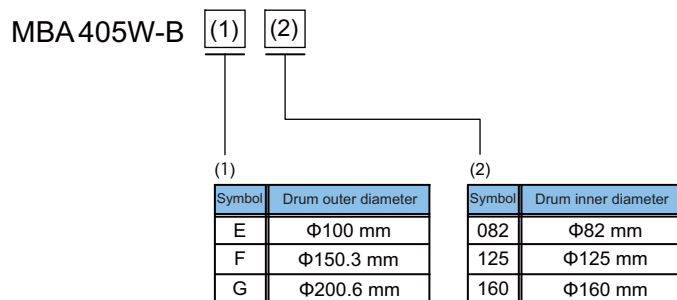 MBA405W-B (1) (2)
(1) (2)
Symbol Drum outer diameter Symbol Drum inner diameter
E Φ100 mm 082 Φ82 mm
F Φ150.3 mm 125 Φ125 mm
G Φ200.6 mm 160 Φ160 mm